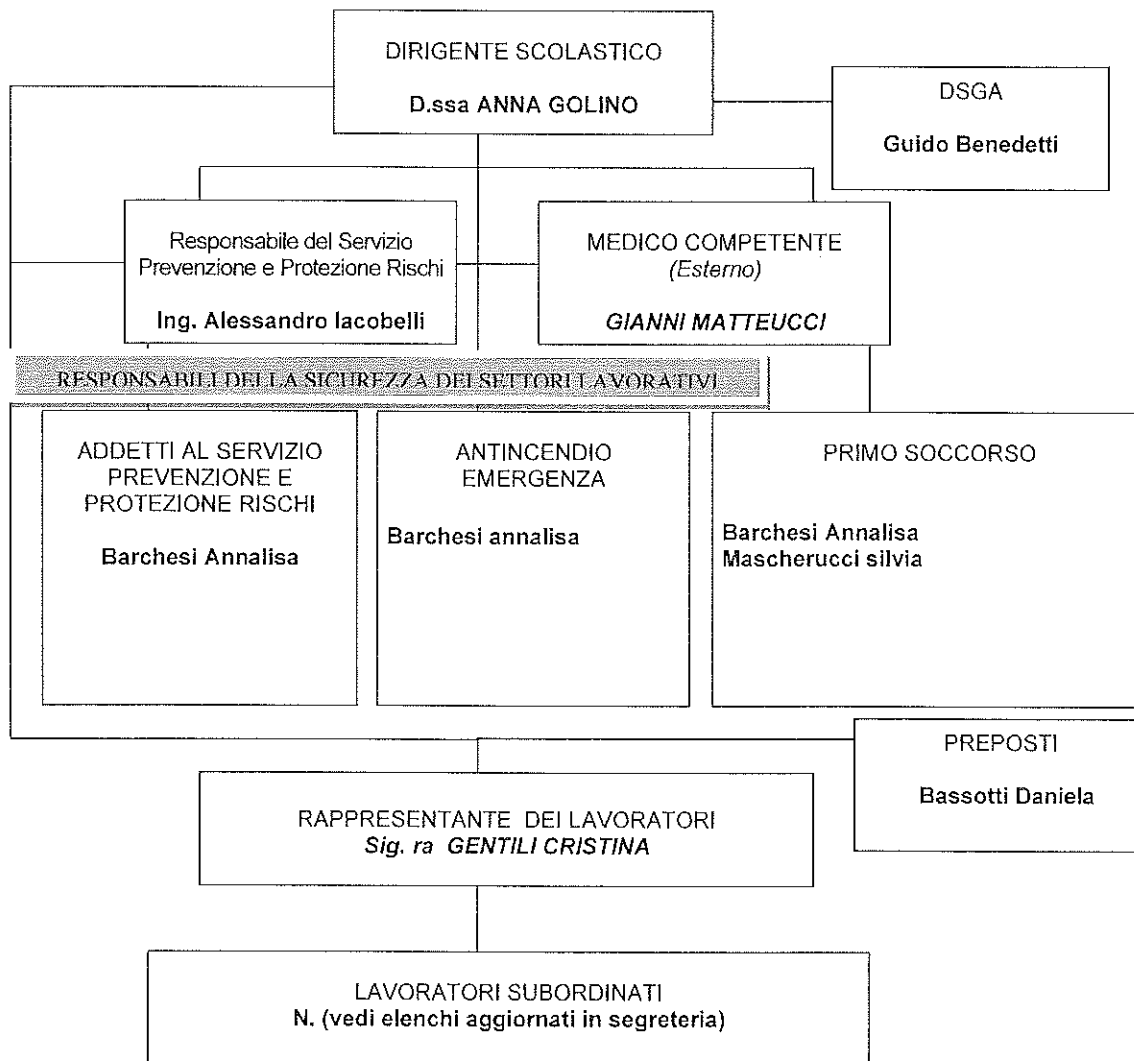 DIRIGENTE SCOLASTICO
D.ssa ANNA GOLINO
DSGA
Guido Benedetti
Responsabile del Servizio
Prevenzione e Protezione Rischi
Ing. Alessandro Iacobelli
MEDICO COMPETENTE
(Esterno)
GIANNI MATTEUCCI
RESPONSABILI DELLA SICUREZZA DEI SETTORI LAVORATIVI
ADDETTI AL SERVIZIO
PREVENZIONE E
PROTEZIONE RISCHI
Barchesi Annalisa
ANTINCENDIO
EMERGENZA
Barchesi annalisa
PRIMO SOCCORSO
Barchesi Annalisa
Mascherucci silvia
PREPOSTI
Bassotti Daniela
RAPPRESENTANTE DEI LAVORATORI
Sig. ra GENTILI CRISTINA
LAVORATORI SUBORDINATI
N. (vedi elenchi aggiornati in segreteria)